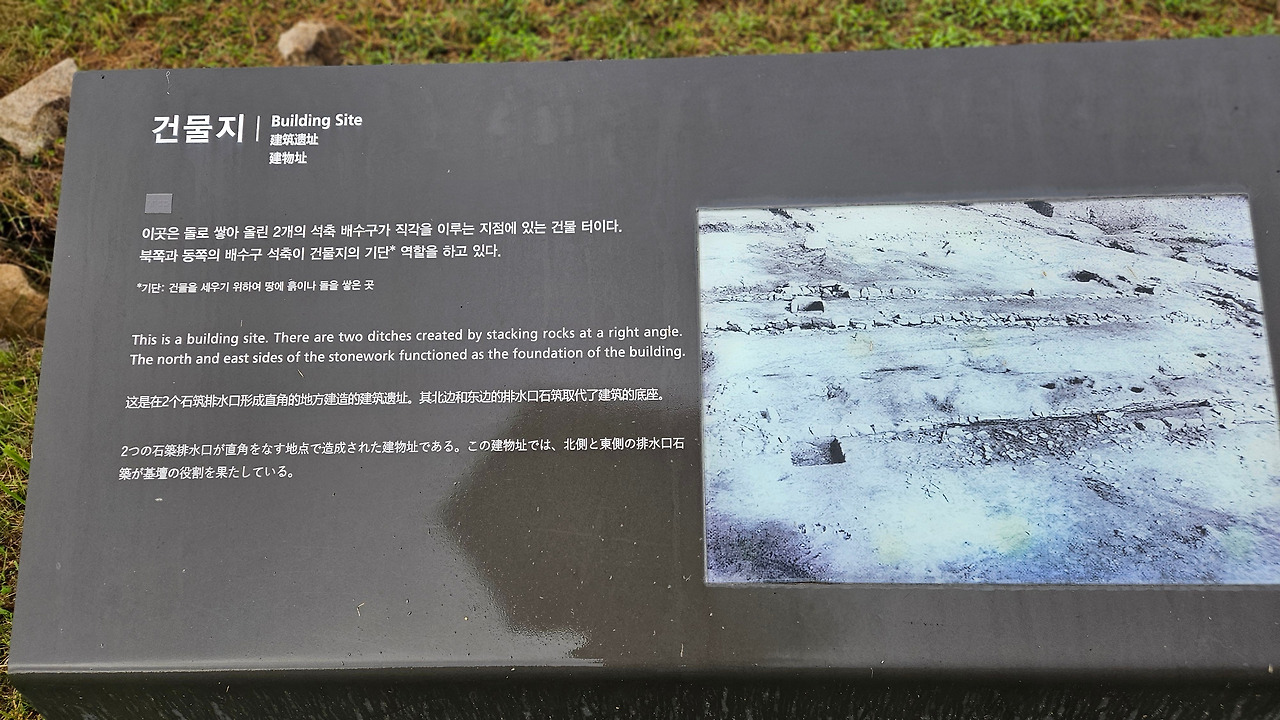 건물지 | Building Site
建筑遗址
建物址
이곳은 돌로 쌓아 올린 2개의 석축 배수구가 직각을 이루는 지점에 있는 건물 터이다.
북쪽과 동쪽의 배수구 석축이 건물지의 기단* 역할을 하고 있다.
*기단: 건물을 세우기 위하여 땅에 흙이나 돌을 쌓은 곳
This is a building site. There are two ditches created by stacking rocks at a right angle.
The north and east sides of the stonework functioned as the foundation of the building.
这是在2个石筑排水口形成直角的地方建造的建筑遗址。其北边和东边的排水口石筑取代了建筑的底座。
2つの石築排水口が直角をなす地点で造成された建物址である。この建物址では、北側と東側の排水口石
築が基壇の役割を果たしている。